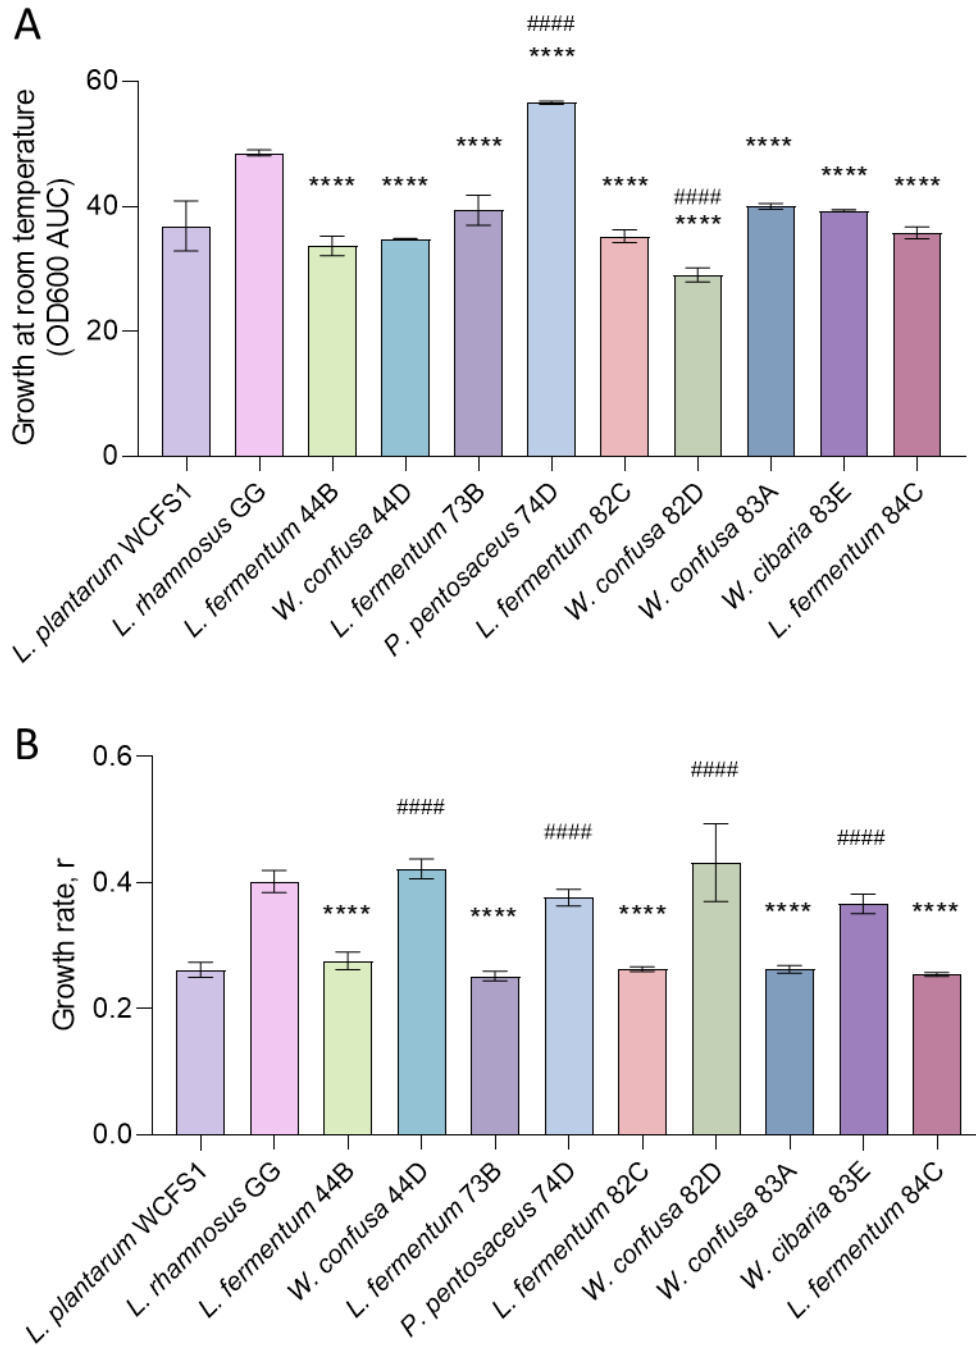 A
####
****
60
****
****
****
****
****
####
****
****
****
40
20
0
Growth at room temperature
(OD600 AUC)
L. plantarum WCFS1
L. rhamnosus GG
L. fermentum 44B
W. confusa 44D
L. fermentum 73B
P. pentosaceus 74D
L. fermentum 82C
W. confusa 82D
W. confusa 83A
W. cibaria 83E
L. fermentum 84C
B
0.6
####
####
####
####
0.4
****
****
****
****
****
0.2
0.0
Growth rate, r
L. plantarum WCFS1
L. rhamnosus GG
L. fermentum 44B
W. confusa 44D
L. fermentum 73B
P. pentosaceus 74D
L. fermentum 82C
W. confusa 82D
W. confusa 83A
W. cibaria 83E
L. fermentum 84C